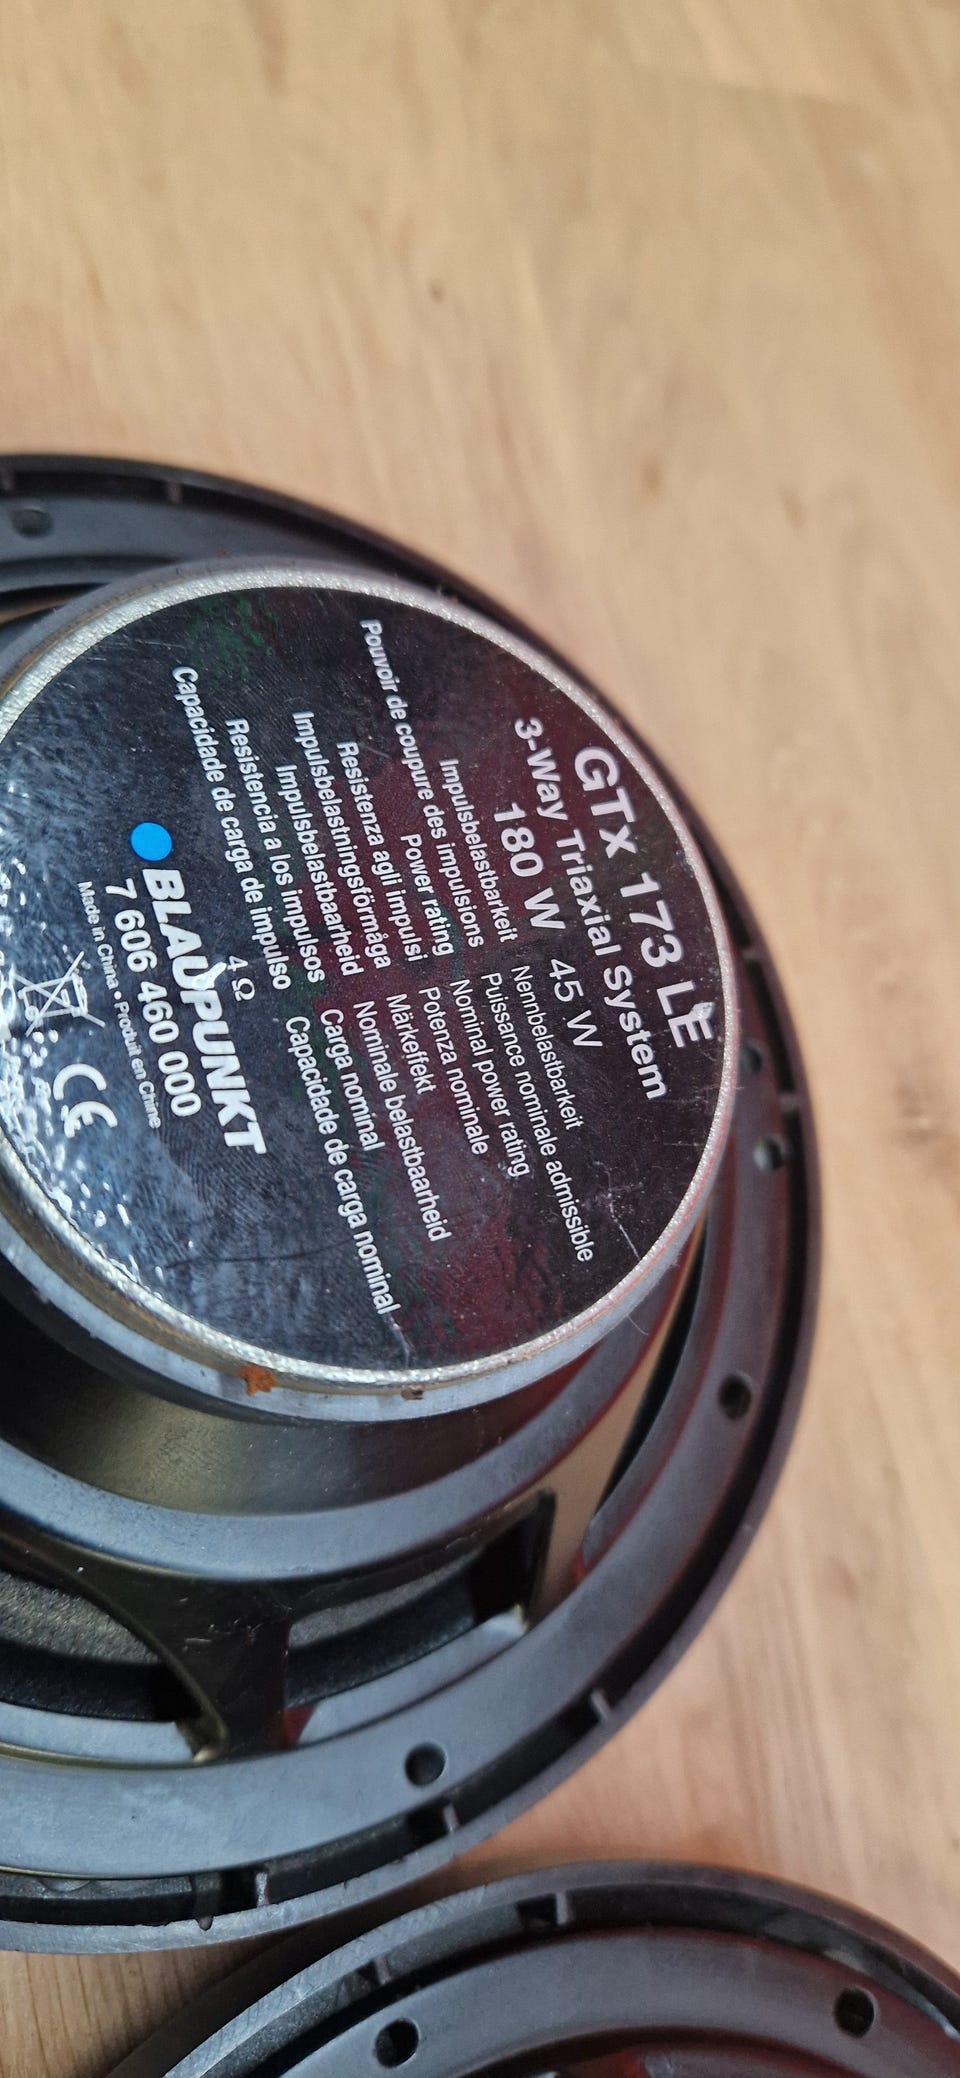 GTx 173 LE
3-Way Triaxial System
180 W 45 W
Impulsbelastbarkeit Nennbelastbarkeit
Pouvoir de coupure des impulsions Puissance nominale admissible
Power rating Nominal power rating
Resistenza agli impulsi Potenza nominale
Impulsbelastningsförmåga Märkeffekt
Impulsbelastbaarheid Nominale belastbaarheid
Resistencia a los impulsos Carga nominal
Capacidade de carga de impulso Capacidade de carga nominal
4 Ω
BLAUPUNKT
7 606 460 000
Made in China • Produit en Chine
CE